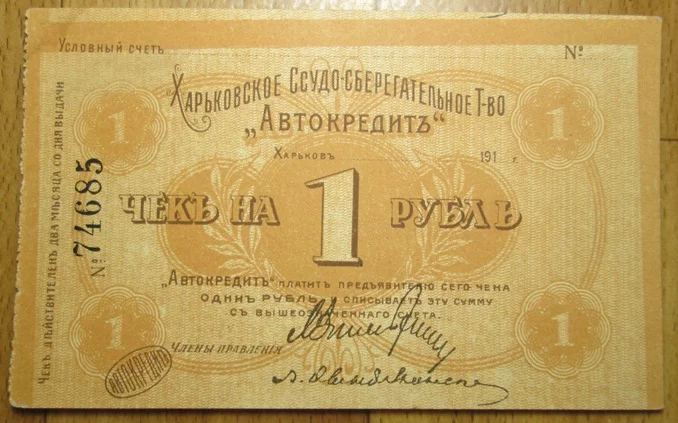 Условный счетъ
№
Харьковское Ссудо-сберегательное Т-во
„Автокредитъ“
Харьковъ 191 г.
1
1
ЧЕКЪ НА 1 РУБЛЬ
„Автокредитъ“ платитъ предъявителю сего чека
одинъ рубль и списываетъ эту сумму
съ вышеозначеннаго счета.
1
1
Члены правленія
АВТОКРЕДИТЪ
Чекъ дѣйствителенъ два мѣсяца со дня выдачи
№ 74685